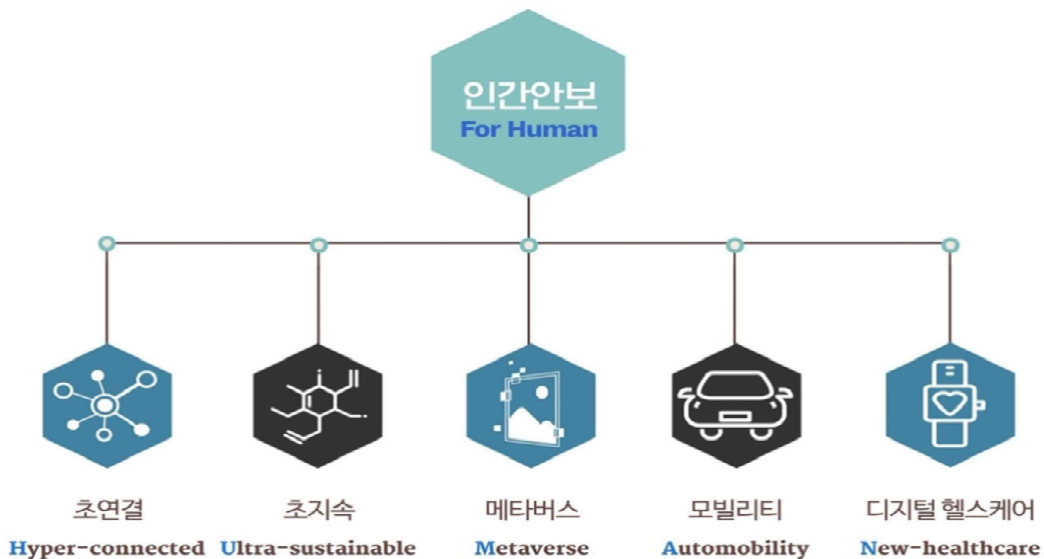 인간안보
For Human
초연결
초지속
메타버스
모빌리티
디지털 헬스케어
Hyper-connected
Ultra-sustainable
Metaverse
Automobility
New-healthcare